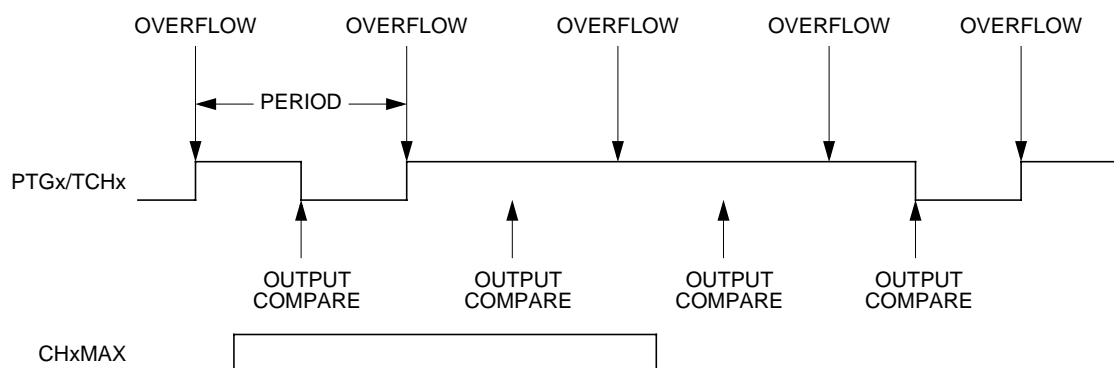 OVERFLOW
OVERFLOW
OVERFLOW
OVERFLOW
OVERFLOW
PERIOD
PTGx/TCHx
OUTPUT
COMPARE
OUTPUT
COMPARE
OUTPUT
COMPARE
OUTPUT
COMPARE
CHxMAX